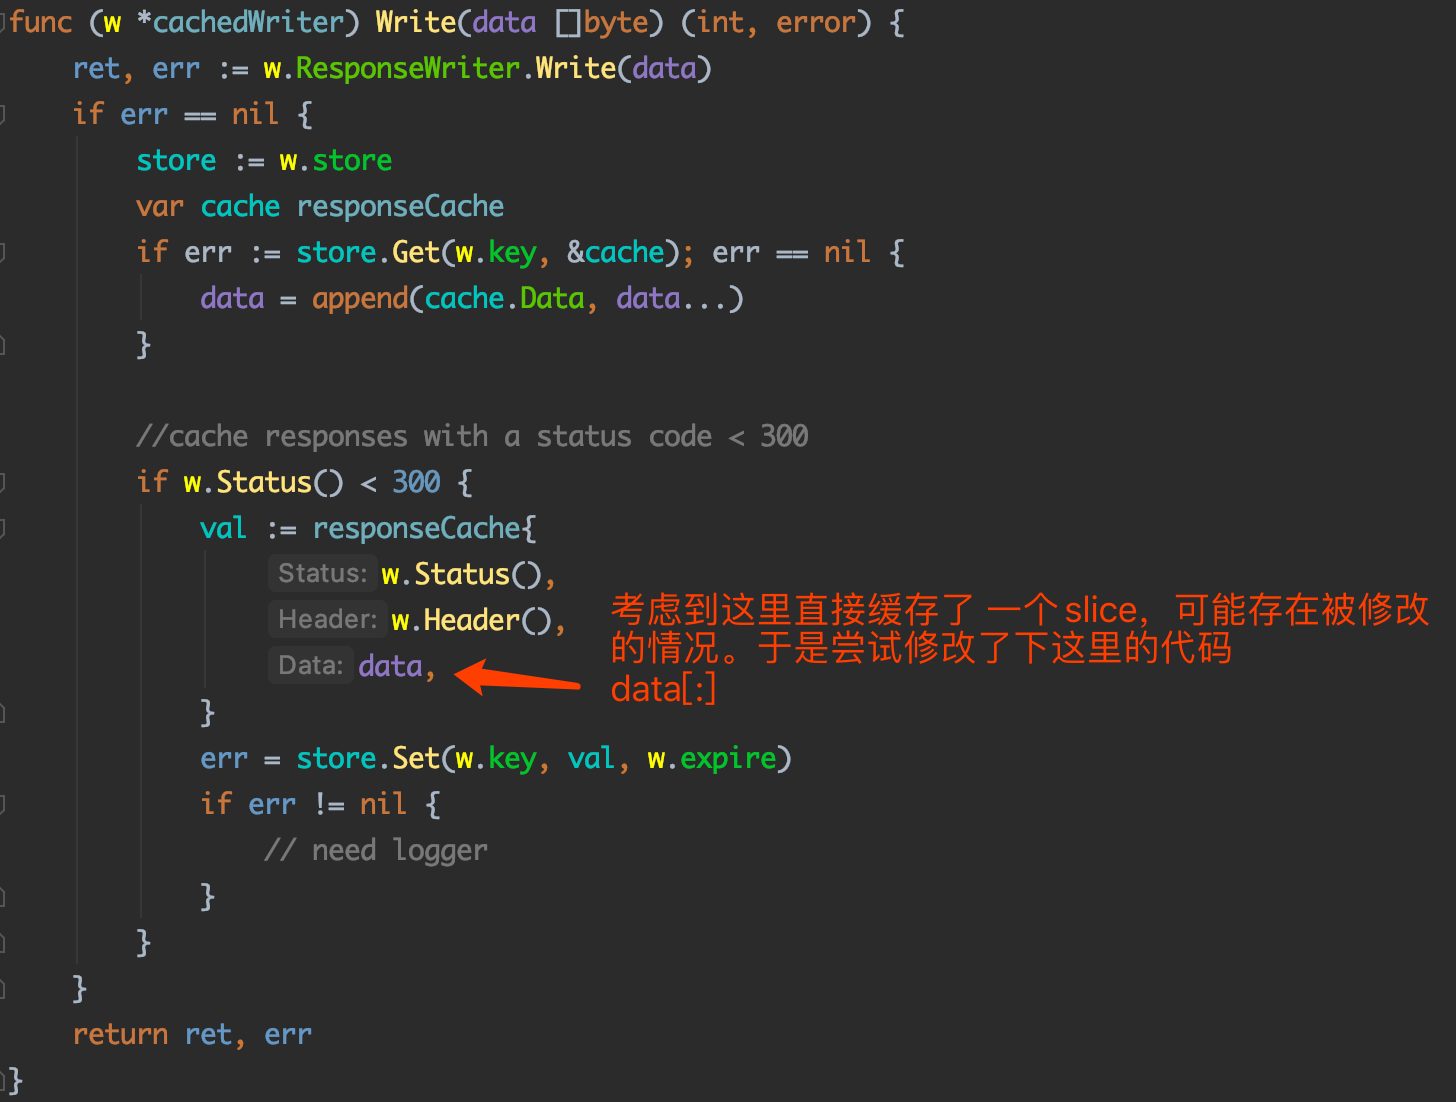 func (w *cachedWriter) Write(data []byte) (int, error) {
ret, err := w.ResponseWriter.Write(data)
if err == nil {
store := w.store
var cache responseCache
if err := store.Get(w.key, &cache); err == nil {
data = append(cache.Data, data...)
}
//cache responses with a status code < 300
if w.Status() < 300 {
val := responseCache{
Status: w.Status(),
Header: w.Header(),
Data: data,
考虑到这里直接缓存了 一个 slice，可能存在被修改
的情况。于是尝试修改了下这里的代码
data[:]
}
err = store.Set(w.key, val, w.expire)
if err != nil {
// need logger
}
}
}
return ret, err
}